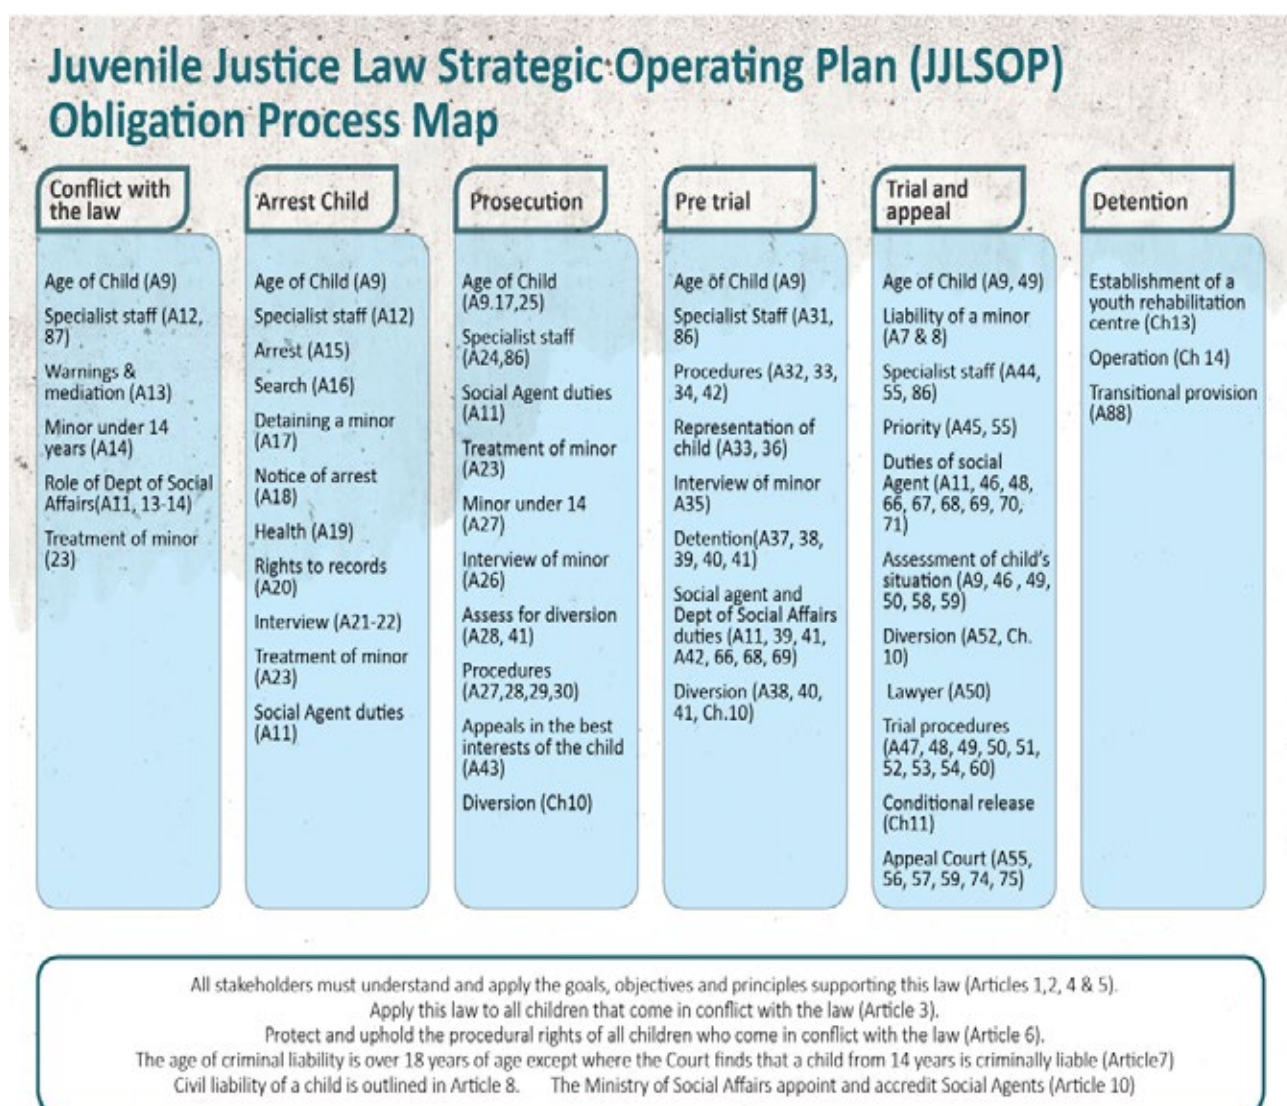 Juvenile Justice Law Strategic Operating Plan (JJLSOP)
Obligation Process Map
Conflict with
the law
Age of Child (A9)
Specialist staff (A12,
87)
Warnings &
mediation (A13)
Minor under 14
years (A14)
Role of Dept of Social
Affairs(A11, 13-14)
Treatment of minor
(23)
Arrest Child
Age of Child (A9)
Specialist staff (A12)
Arrest (A15)
Search (A16)
Detaining a minor
(A17)
Notice of arrest
(A18)
Health (A19)
Rights to records
(A20)
Interview (A21-22)
Treatment of minor
(A23)
Social Agent duties
(A11)
Prosecution
Age of Child
(A9.17,25)
Specialist staff
(A24,86)
Social Agent duties
(A11)
Treatment of minor
(A23)
Minor under 14
(A27)
Interview of minor
(A26)
Assess for diversion
(A28, 41)
Procedures
(A27,28,29,30)
Appeals in the best
interests of the child
(A43)
Diversion (Ch10)
Pre trial
Age of Child (A9)
Specialist Staff (A31,
86)
Procedures (A32, 33,
34, 42)
Representation of
child (A33, 36)
Interview of minor
A35)
Detention(A37, 38,
39, 40, 41)
Social agent and
Dept of Social Affairs
duties (A11, 39, 41,
A42, 66, 68, 69)
Diversion (A38, 40,
41, Ch.10)
Trial and
appeal
Age of Child (A9, 49)
Liability of a minor
(A7 & 8)
Specialist staff (A44,
55, 86)
Priority (A45, 55)
Duties of social
Agent (A11, 46, 48,
66, 67, 68, 69, 70,
71)
Assessment of child's
situation (A9, 46 , 49,
50, 58, 59)
Diversion (A52, Ch.
10)
Lawyer (A50)
Trial procedures
(A47, 48, 49, 50, 51,
52, 53, 54, 60)
Conditional release
(Ch11)
Appeal Court (A55,
56, 57, 59, 74, 75)
Detention
Establishment of a
youth rehabilitation
centre (Ch13)
Operation (Ch 14)
Transitional provision
(A88)
All stakeholders must understand and apply the goals, objectives and principles supporting this law (Articles 1,2, 4 & 5).
Apply this law to all children that come in conflict with the law (Article 3).
Protect and uphold the procedural rights of all children who come in conflict with the law (Article 6).
The age of criminal liability is over 18 years of age except where the Court finds that a child from 14 years is criminally liable (Article7)
Civil liability of a child is outlined in Article 8. The Ministry of Social Affairs appoint and accredit Social Agents (Article 10)